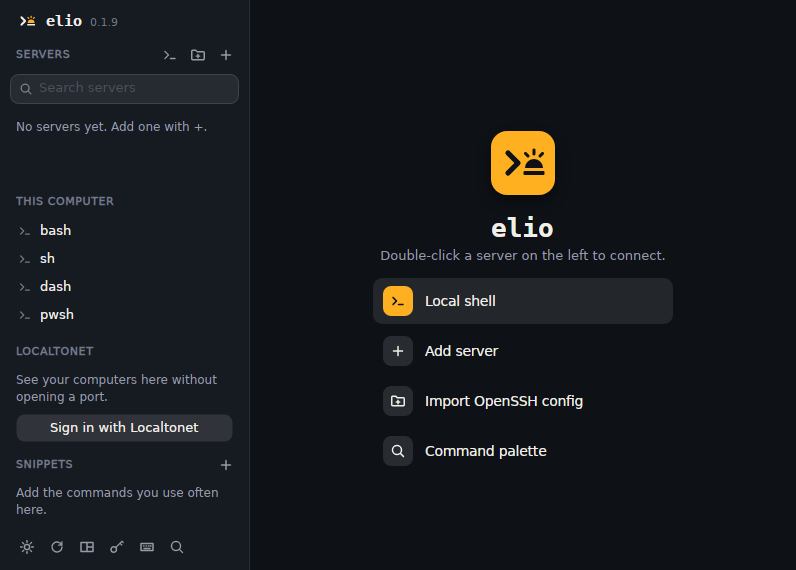 elio 0.1.9
SERVERS
Search servers
No servers yet. Add one with +.
THIS COMPUTER
bash
sh
dash
pwsh
LOCALTONET
See your computers here without
opening a port.
Sign in with Localtonet
SNIPPETS
Add the commands you use often
here.
elio
Double-click a server on the left to connect.
Local shell
Add server
Import OpenSSH config
Command palette